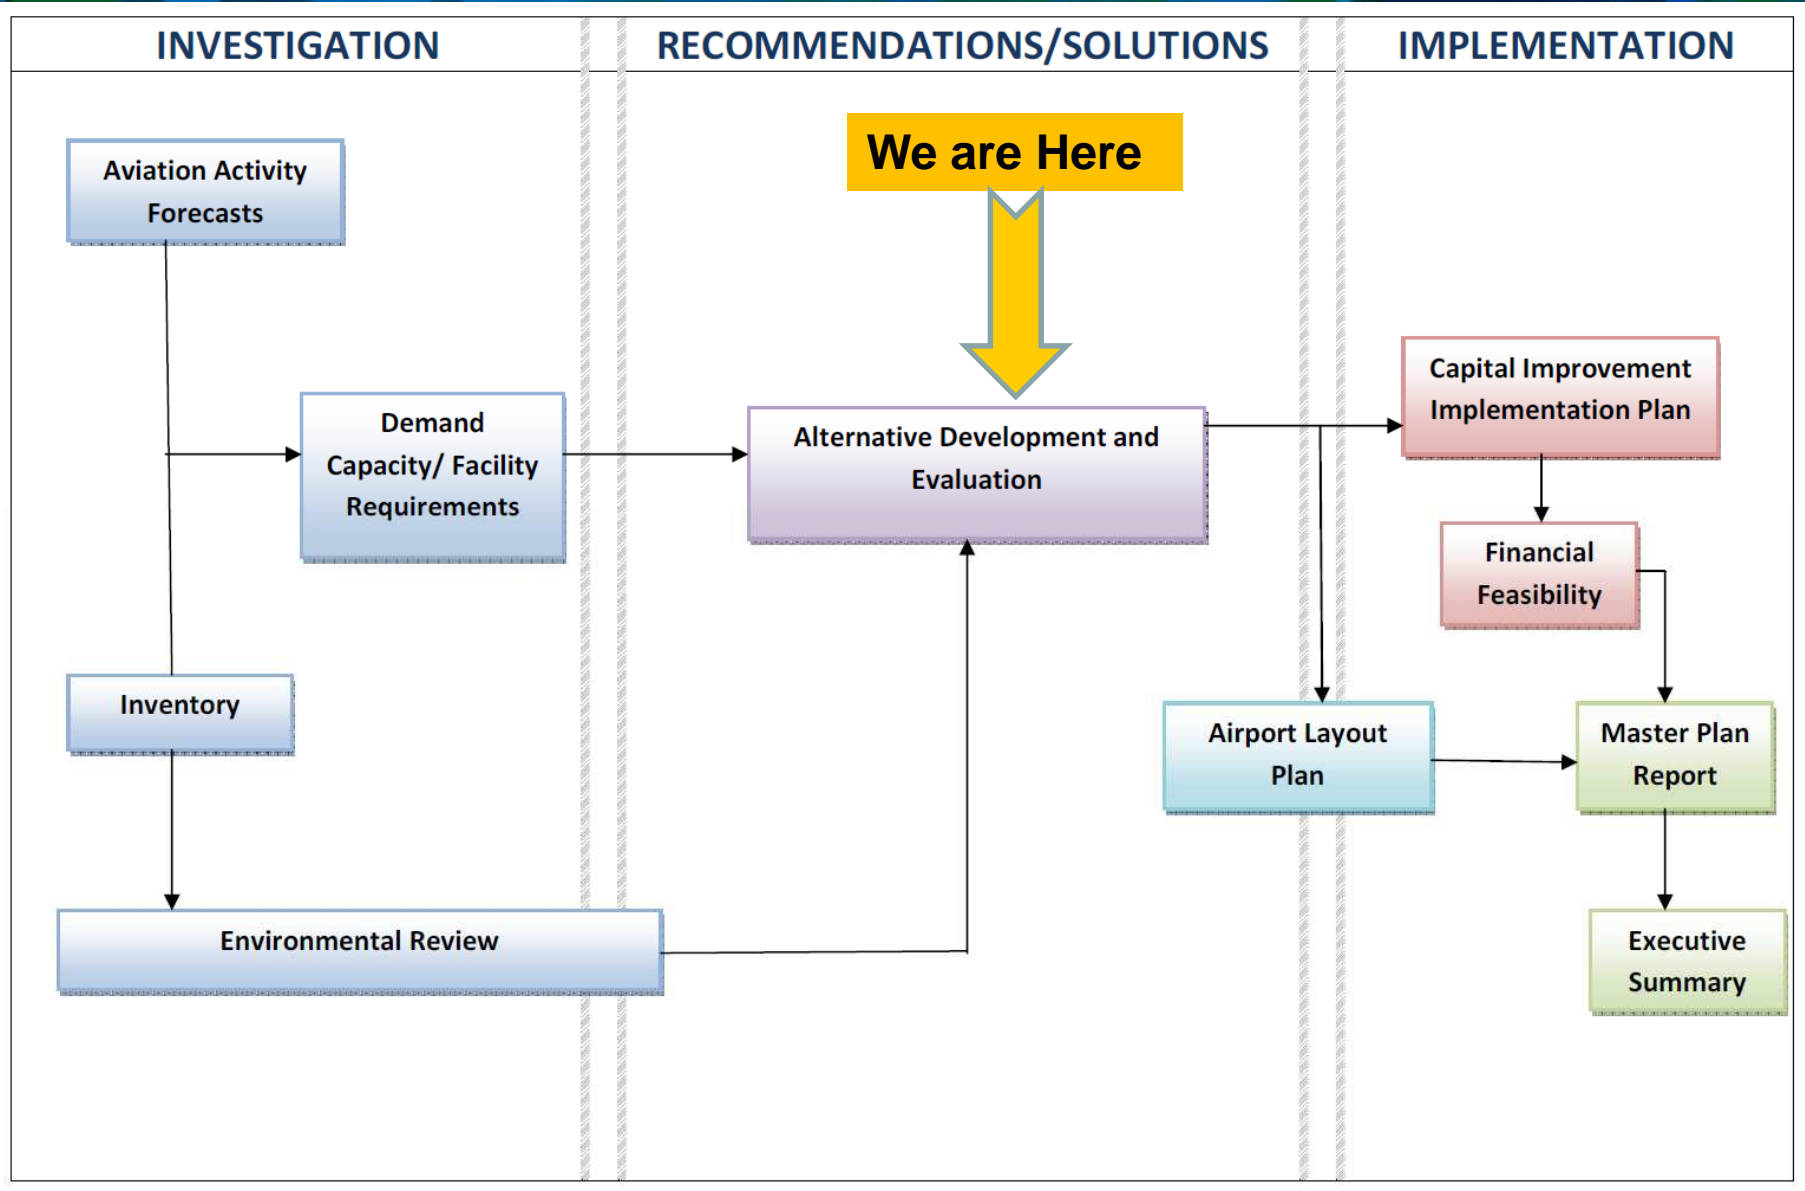 INVESTIGATION
RECOMMENDATIONS/SOLUTIONS
IMPLEMENTATION
We are Here
Aviation Activity
Forecasts
Demand
Capacity/ Facility
Requirements
Inventory
Environmental Review
Alternative Development and
Evaluation
Airport Layout
Plan
Capital Improvement
Implementation Plan
Financial
Feasibility
Master Plan
Report
Executive
Summary